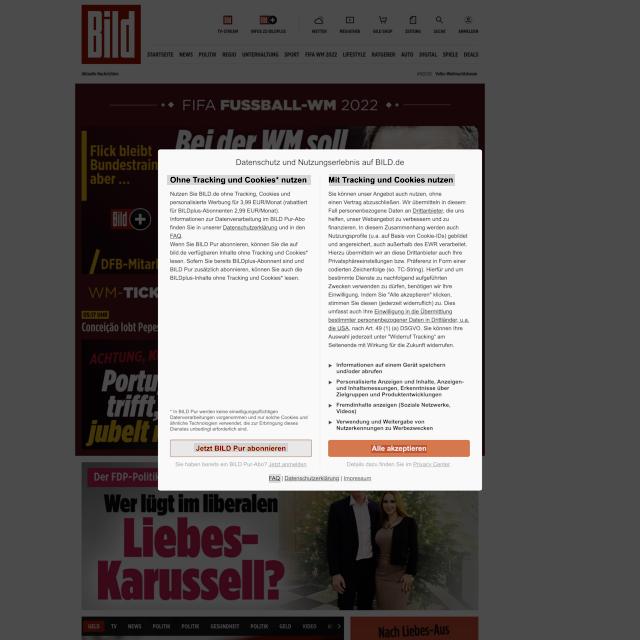 Bild
TV-STREAM
INFOS ZU BILDPLUS
WETTER
MEDIATHEK
BILD SHOP
ZEITUNG
SUCHE
ANMELDEN
STARTSEITE NEWS POLITIK REGIO UNTERHALTUNG SPORT FIFA WM 2022 LIFESTYLE RATGEBER AUTO DIGITAL SPIELE DEALS
Aktuelle Nachrichten
FIFA FUSSBALL-WM 2022
Flick bleibt
Bundestrain
aber ...
Bei der WM soll
Bild +
DFB-Mitarl
WM-TICK
05:17 UHR
Conceição lobt Pepe
ACHTUNG, K
Portu
trifft,
jubelt
Datenschutz und Nutzungserlebnis auf BILD.de
Ohne Tracking und Cookies* nutzen
Nutzen Sie BILD.de ohne Tracking, Cookies und
personalisierte Werbung für 3,99 EUR/Monat (rabattiert
für BILDplus-Abonnenten 2,99 EUR/Monat).
Informationen zur Datenverarbeitung im BILD Pur-Abo
finden Sie in unserer Datenschutzerklärung und in den
FAQ.
Wenn Sie BILD Pur abonnieren, können Sie die auf
bild.de verfügbaren Inhalte ohne Tracking und Cookies*
lesen. Sofern Sie bereits BILDplus-Abonnent sind und
BILD Pur zusätzlich abonnieren, können Sie auch die
BILDplus-Inhalte ohne Tracking und Cookies* lesen.
* In BILD Pur werden keine einwilligungspflichtigen
Datenverarbeitungen vorgenommen und nur solche Cookies und
ähnliche Technologien verwendet, die zur Erbringung dieses
Dienstes unbedingt erforderlich sind.
Jetzt BILD Pur abonnieren
Sie haben bereits ein BILD Pur-Abo? Jetzt anmelden
Mit Tracking und Cookies nutzen
Sie können unser Angebot auch nutzen, ohne
einen Vertrag abzuschließen. Wir übermitteln in diesem
Fall personenbezogene Daten an Drittanbieter, die uns
helfen, unser Webangebot zu verbessern und zu
finanzieren. In diesem Zusammenhang werden auch
Nutzungsprofile (u.a. auf Basis von Cookie-IDs) gebildet
und angereichert, auch außerhalb des EWR verarbeitet.
Hierzu übermitteln wir an diese Drittanbieter auch Ihre
Privatsphäreeinstellungen bzw. Präferenz in Form einer
codierten Zeichenfolge (so. TC-String). Hierfür und um
bestimmte Dienste zu nachfolgend aufgeführten
Zwecken verwenden zu dürfen, benötigen wir Ihre
Einwilligung. Indem Sie "Alle akzeptieren" klicken,
stimmen Sie diesen (jederzeit widerruflich) zu. Dies
umfasst auch Ihre Einwilligung in die Übermittlung
bestimmter personenbezogener Daten in Drittländer, u.a.
die USA, nach Art. 49 (1) (a) DSGVO. Sie können Ihre
Auswahl jederzeit unter "Widerruf Tracking" am
Seitenende mit Wirkung für die Zukunft widerrufen.
Informationen auf einem Gerät speichern
und/oder abrufen
Personalisierte Anzeigen und Inhalte, Anzeigen-
und Inhaltemessungen, Erkenntnisse über
Zielgruppen und Produktentwicklungen
Fremdinhalte anzeigen (Soziale Netzwerke,
Videos)
Verwendung und Weitergabe von
Nutzerkennungen zu Werbezwecken
Alle akzeptieren
Details dazu finden Sie im Privacy Center.
FAQ | Datenschutzerklärung | Impressum
Der FDP-Politik
Wer lügt im liberalen
Liebes-
Karussell?
GELD TV NEWS POLITIK POLITIK GESUNDHEIT POLITIK GELD VIDEO
Nach Liebes-Aus